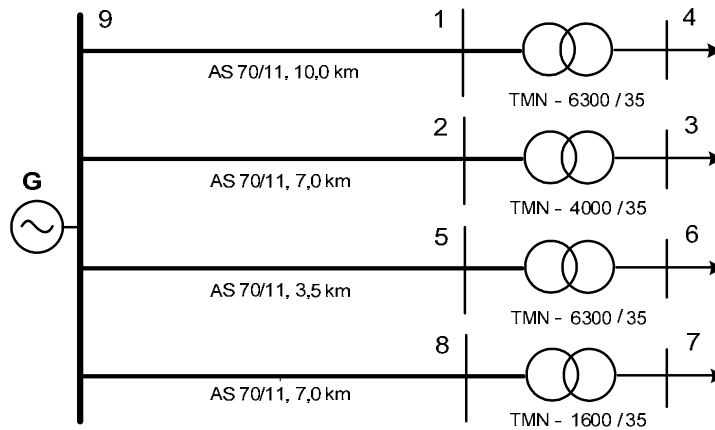 9
1
4
AS 70/11, 10,0 km
TMN - 6300 / 35
2
3
G
AS 70/11, 7,0 km
TMN - 4000 / 35
5
6
AS 70/11, 3,5 km
TMN - 6300 / 35
8
7
AS 70/11, 7,0 km
TMN - 1600 / 35